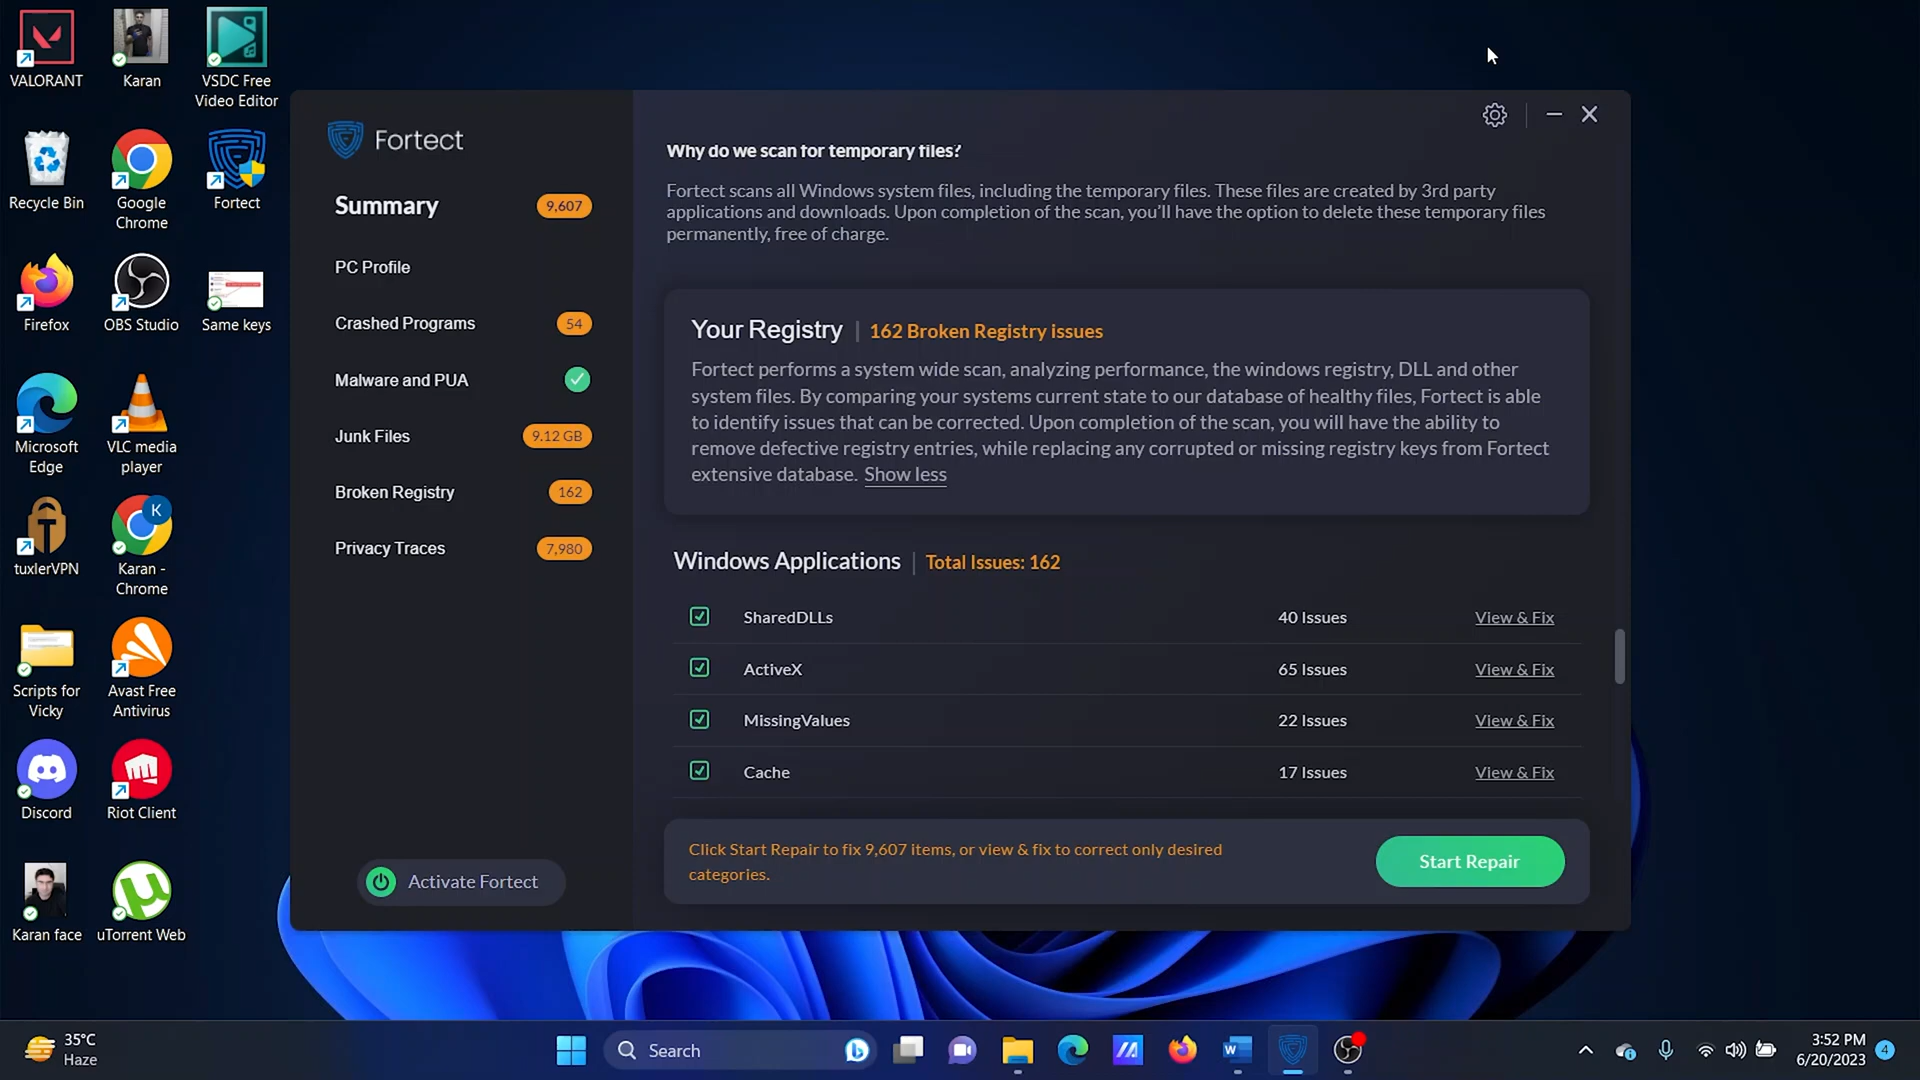 VALORANT
Karan
VSDC Free
Video Editor
Recycle Bin
Google
Chrome
Fortect
Firefox
OBS Studio
Same keys
Microsoft
Edge
VLC media
player
tuxlerVPN
K
Karan -
Chrome
Scripts for
Vicky
Avast Free
Antivirus
Discord
Riot Client
Karan face
uTorrent Web
Fortect
Summary 9,607
PC Profile
Crashed Programs 54
Malware and PUA
Junk Files 9.12 GB
Broken Registry 162
Privacy Traces 7,980
Activate Fortect
Why do we scan for temporary files?
Fortect scans all Windows system files, including the temporary files. These files are created by 3rd party
applications and downloads. Upon completion of the scan, you'll have the option to delete these temporary files
permanently, free of charge.
Your Registry | 162 Broken Registry issues
Fortect performs a system wide scan, analyzing performance, the windows registry, DLL and other
system files. By comparing your systems current state to our database of healthy files, Fortect is able
to identify issues that can be corrected. Upon completion of the scan, you will have the ability to
remove defective registry entries, while replacing any corrupted or missing registry keys from Fortect
extensive database. Show less
Windows Applications | Total Issues: 162
SharedDLLs 40 Issues View & Fix
ActiveX 65 Issues View & Fix
MissingValues 22 Issues View & Fix
Cache 17 Issues View & Fix
Click Start Repair to fix 9,607 items, or view & fix to correct only desired
categories.
Start Repair
35°C
Haze
Search
3:52 PM
6/20/2023
4